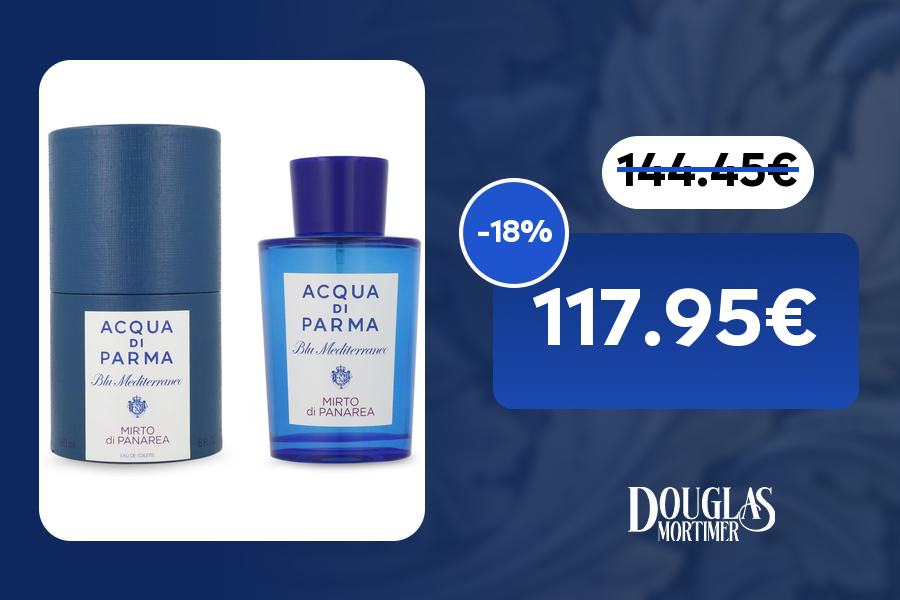 ACQUA
DI
PARMA
Blu Mediterraneo
MIRTO
di PANAREA
EAU DE TOILETTE
ACQUA
DI
PARMA
Blu Mediterraneo
MIRTO
di PANAREA
144.45€
-18%
117.95€
DOUGLAS
MORTIMER